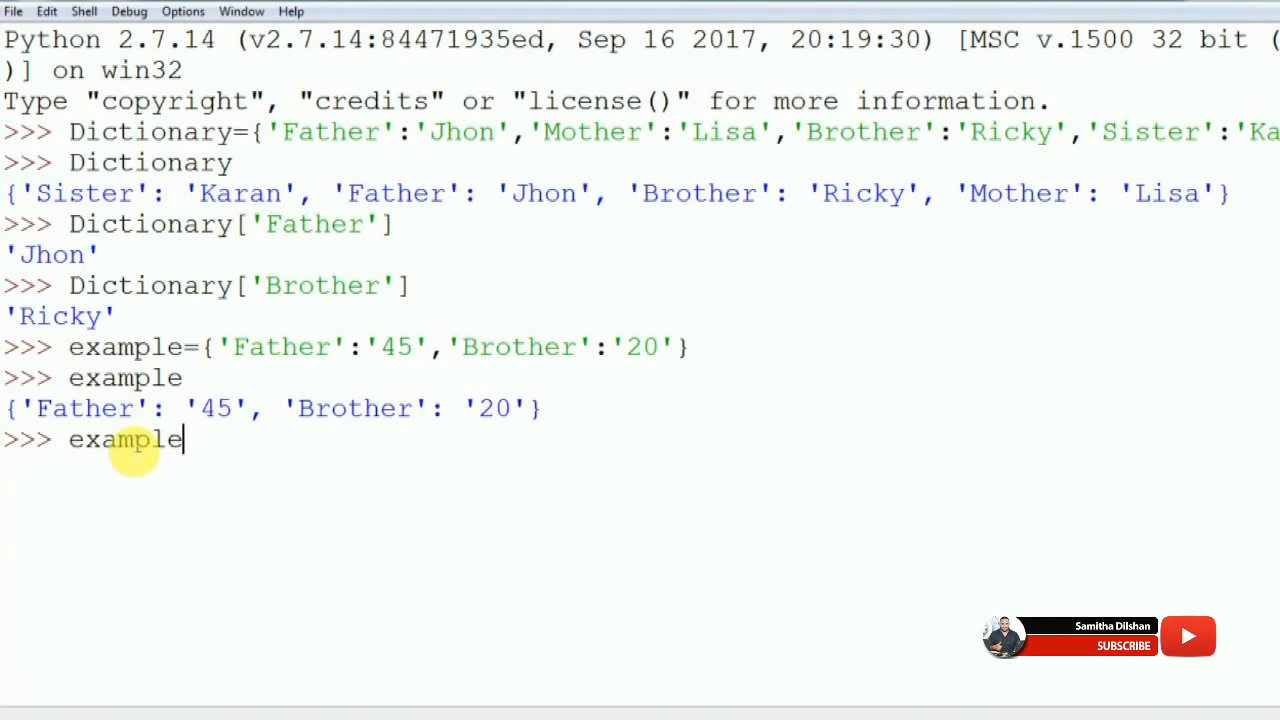 File Edit Shell Debug Options Window Help
Python 2.7.14 (v2.7.14:84471935ed, Sep 16 2017, 20:19:30) [MSC v.1500 32 bit (
)] on win32
Type "copyright", "credits" or "license()" for more information.
>>> Dictionary={'Father':'Jhon','Mother':'Lisa','Brother':'Ricky','Sister':'Ka
>>> Dictionary
{'Sister': 'Karan', 'Father': 'Jhon', 'Brother': 'Ricky', 'Mother': 'Lisa'}
>>> Dictionary['Father']
'Jhon'
>>> Dictionary['Brother']
'Ricky'
>>> example={'Father':'45','Brother':'20'}
>>> example
{'Father': '45', 'Brother': '20'}
>>> example
Samitha Dilshan
SUBSCRIBE